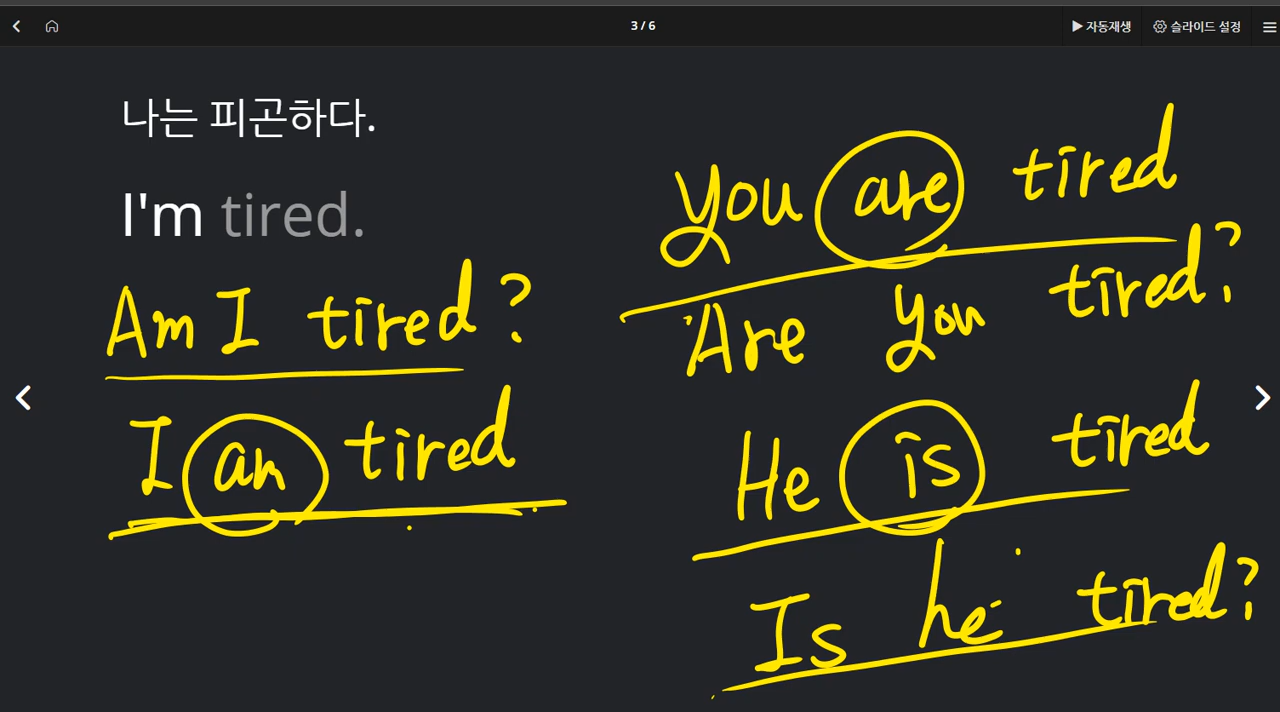 3 / 6
자동재생
슬라이드 설정
나는 피곤하다.
I'm tired.
Am I tired?
I am tired
you are tired
Are you tired?
He is tired
Is he tired?